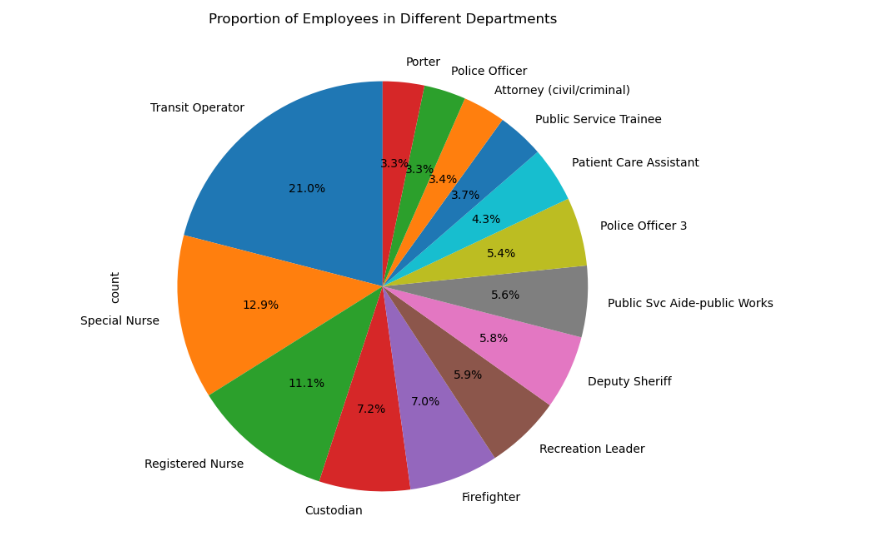 Proportion of Employees in Different Departments
Porter
Police Officer
Attorney (civil/criminal)
Transit Operator
Public Service Trainee
Patient Care Assistant
3.3%
3.3%
3.4%
21.0%
3.7%
4.3%
Police Officer 3
5.4%
count
12.9%
5.6%
Public Svc Aide-public Works
Special Nurse
5.8%
11.1%
5.9%
Deputy Sheriff
7.2%
7.0%
Recreation Leader
Registered Nurse
Firefighter
Custodian